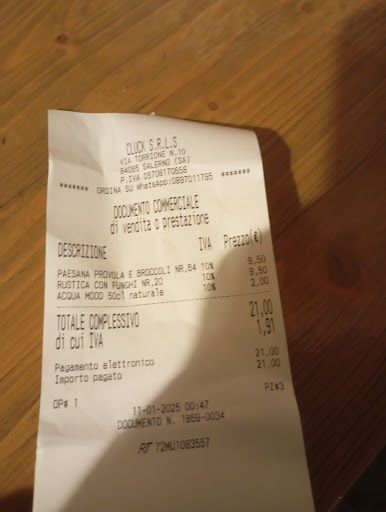 CLUCK S.R.L.S
VIA TORRIONE N.10
84085 SALERNO (SA)
P.IVA 05708170658
******* ORDINA SU WhatsApp:0897011795 *******
DOCUMENTO COMMERCIALE
di vendita o prestazione
DESCRIZIONE IVA Prezzo(€)
PAESANA PROVOLA E BROCCOLI NR,64 10% 9,50
RUSTICA CON FUNGHI NR,20 10% 9,50
ACQUA MOOD 50cl naturale 10% 2,00
TOTALE COMPLESSIVO 21,00
di cui IVA 1,91
Pagamento elettronico 21,00
Importo pagato 21,00
OP# 1 PZ#3
11-01-2025 00:47
DOCUMENTO N. 1869-0034
RT 72MU1083557